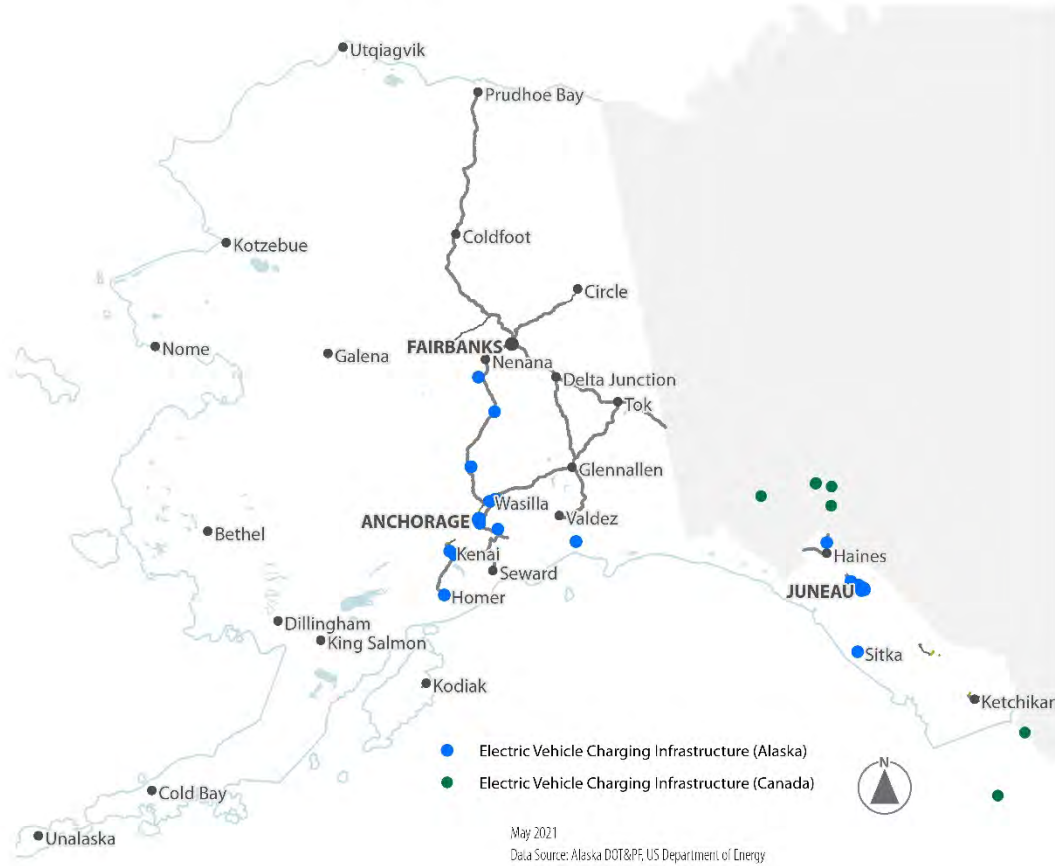 Utqiagvik
Prudhoe Bay
Coldfoot
Kotzebue
Circle
FAIRBANKS
Nome
Galena
Nenana
Delta Junction
Tok
Glennallen
Wasilla
ANCHORAGE
Valdez
Bethel
Kenai
Haines
Seward
JUNEAU
Homer
Dillingham
King Salmon
Sitka
Kodiak
Ketchikan
Electric Vehicle Charging Infrastructure (Alaska)
Electric Vehicle Charging Infrastructure (Canada)
N
Cold Bay
Unalaska
May 2021
Data Source: Alaska DOT&PF, US Department of Energy